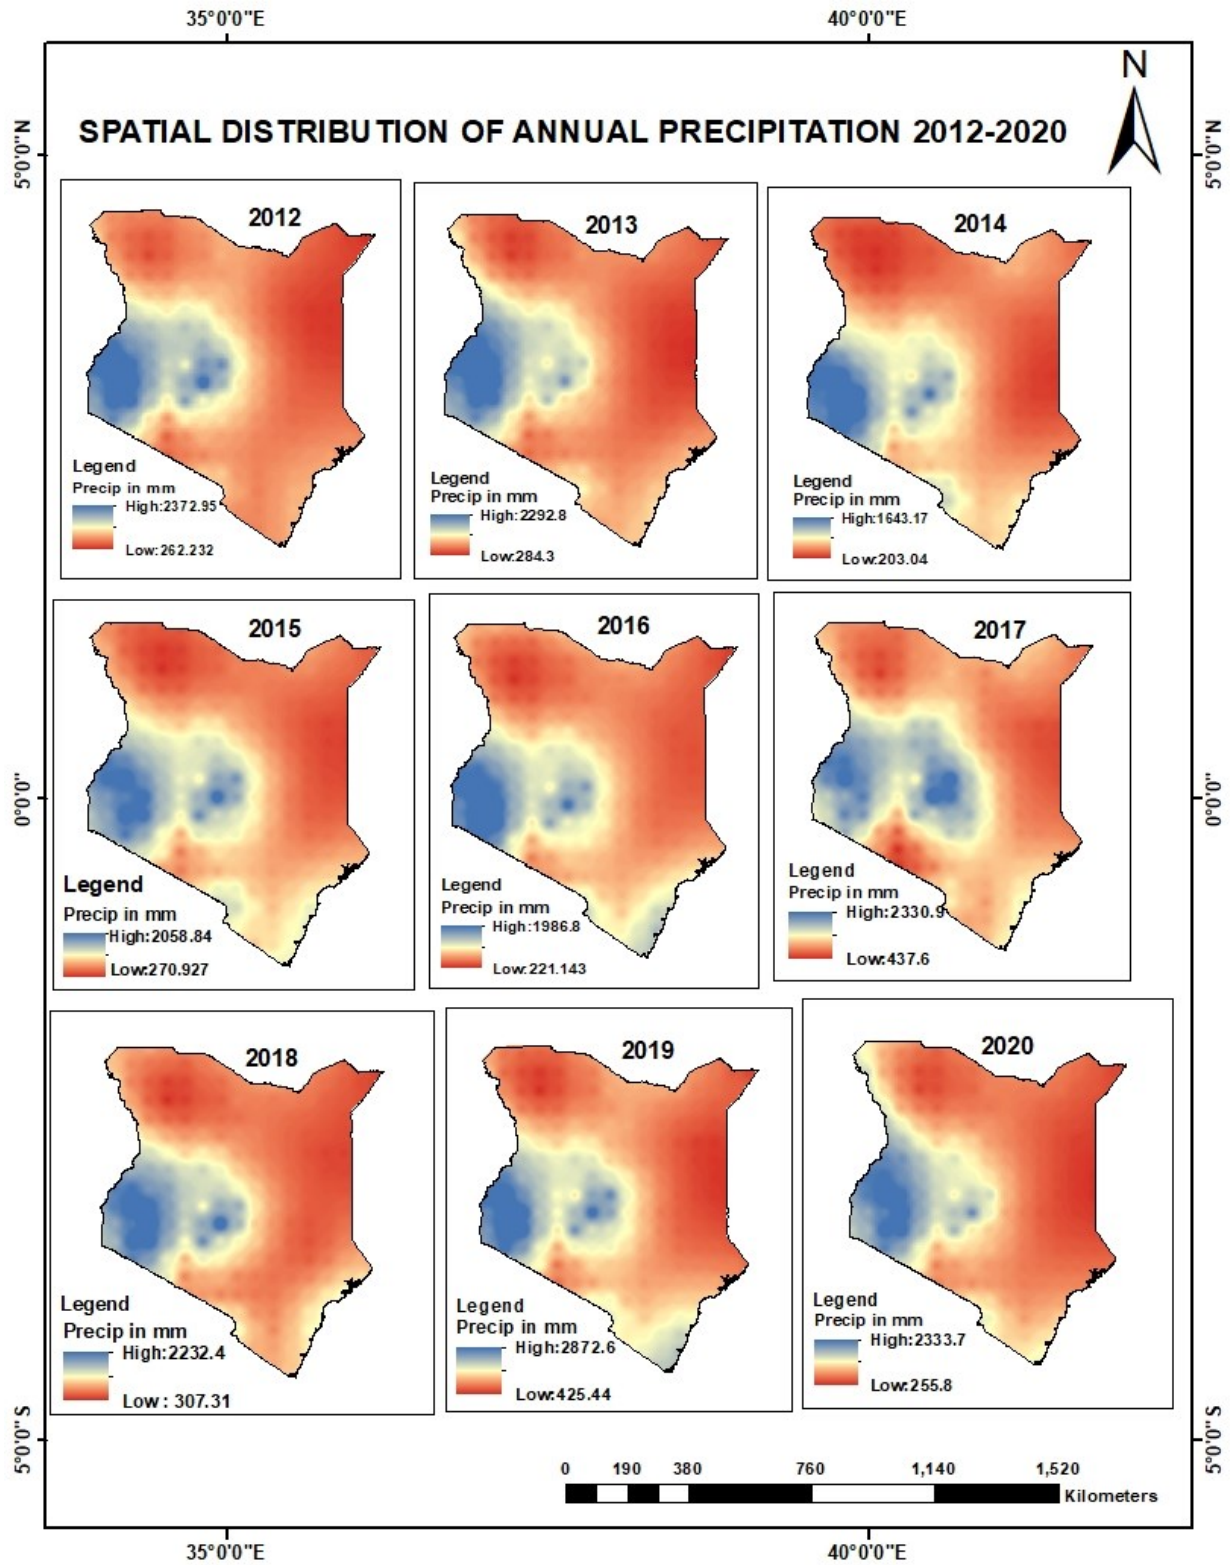 35°0'0"E 40°0'0"E
N
SPATIAL DISTRIBUTION OF ANNUAL PRECIPITATION 2012-2020
5°0'0"N 5°0'0"N
2012
Legend
Precip in mm
High:2372.95
Low:262.232
2013
Legend
Precip in mm
High:2292.8
Low:284.3
2014
Legend
Precip in mm
High:1643.17
Low:203.04
2015
Legend
Precip in mm
High:2058.84
Low:270.927
2016
Legend
Precip in mm
High:1986.8
Low:221.143
2017
Legend
Precip in mm
High:2330.9
Low:437.6
0°0'0" 0°0'0"
2018
Legend
Precip in mm
High:2232.4
Low : 307.31
2019
Legend
Precip in mm
High:2872.6
Low:425.44
2020
Legend
Precip in mm
High:2333.7
Low:255.8
5°0'0"S 5°0'0"S
0 190 380 760 1,140 1,520
Kilometers
35°0'0"E 40°0'0"E